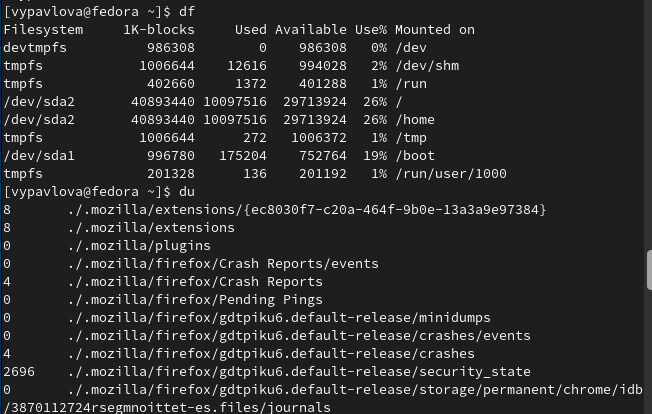 [vypavlova@fedora ~]$ df
Filesystem     1K-blocks     Used Available Use% Mounted on
devtmpfs          986308        0    986308   0% /dev
tmpfs            1006644    12616    994028   2% /dev/shm
tmpfs             402660     1372    401288   1% /run
/dev/sda2       40893440 10097516  29713924  26% /
/dev/sda2       40893440 10097516  29713924  26% /home
tmpfs            1006644      272   1006372   1% /tmp
/dev/sda1         996780   175204    752764  19% /boot
tmpfs             201328      136    201192   1% /run/user/1000
[vypavlova@fedora ~]$ du
8       ./.mozilla/extensions/{ec8030f7-c20a-464f-9b0e-13a3a9e97384}
8       ./.mozilla/extensions
0       ./.mozilla/plugins
0       ./.mozilla/firefox/Crash Reports/events
4       ./.mozilla/firefox/Crash Reports
0       ./.mozilla/firefox/Pending Pings
0       ./.mozilla/firefox/gdtpiku6.default-release/minidumps
0       ./.mozilla/firefox/gdtpiku6.default-release/crashes/events
4       ./.mozilla/firefox/gdtpiku6.default-release/crashes
2696    ./.mozilla/firefox/gdtpiku6.default-release/security_state
0       ./.mozilla/firefox/gdtpiku6.default-release/storage/permanent/chrome/idb
/3870112724rsegmnoittet-es.files/journals